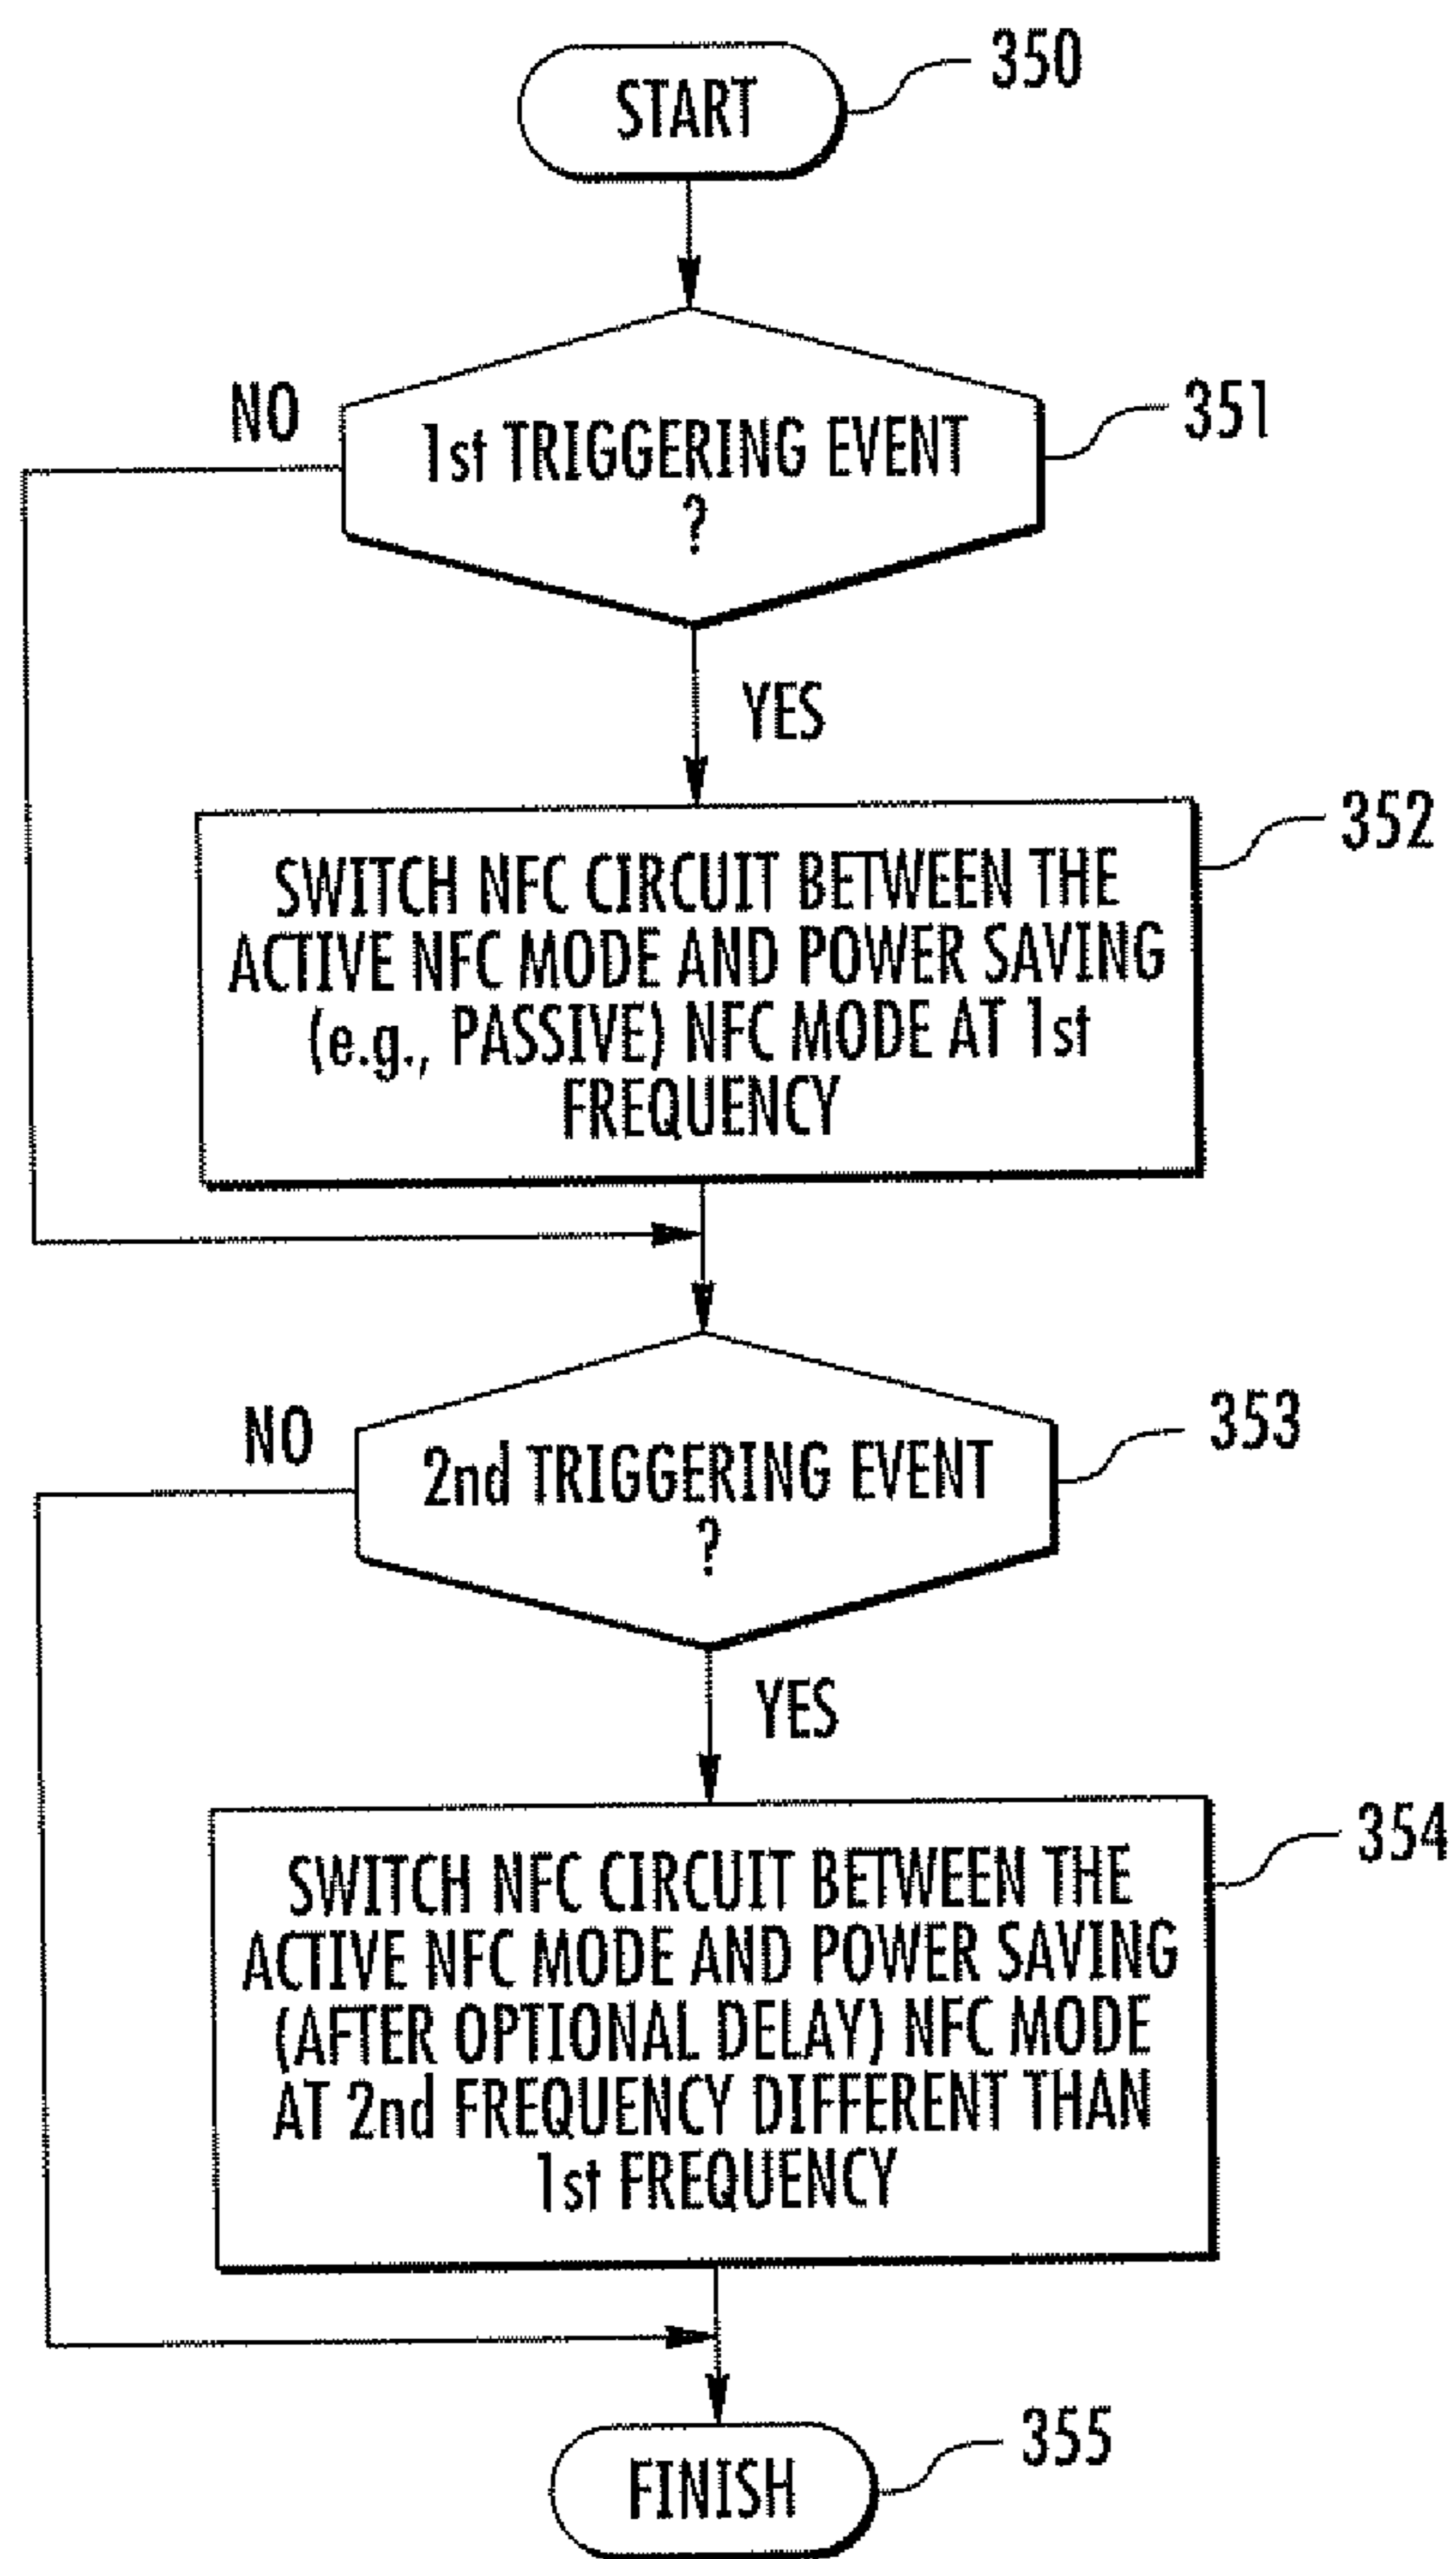 START
350
NO
1st TRIGGERING EVENT
?
351
YES
SWITCH NFC CIRCUIT BETWEEN THE
ACTIVE NFC MODE AND POWER SAVING
(e.g., PASSIVE) NFC MODE AT 1st
FREQUENCY
352
NO
2nd TRIGGERING EVENT
?
353
YES
SWITCH NFC CIRCUIT BETWEEN THE
ACTIVE NFC MODE AND POWER SAVING
(AFTER OPTIONAL DELAY) NFC MODE
AT 2nd FREQUENCY DIFFERENT THAN
1st FREQUENCY
354
FINISH
355